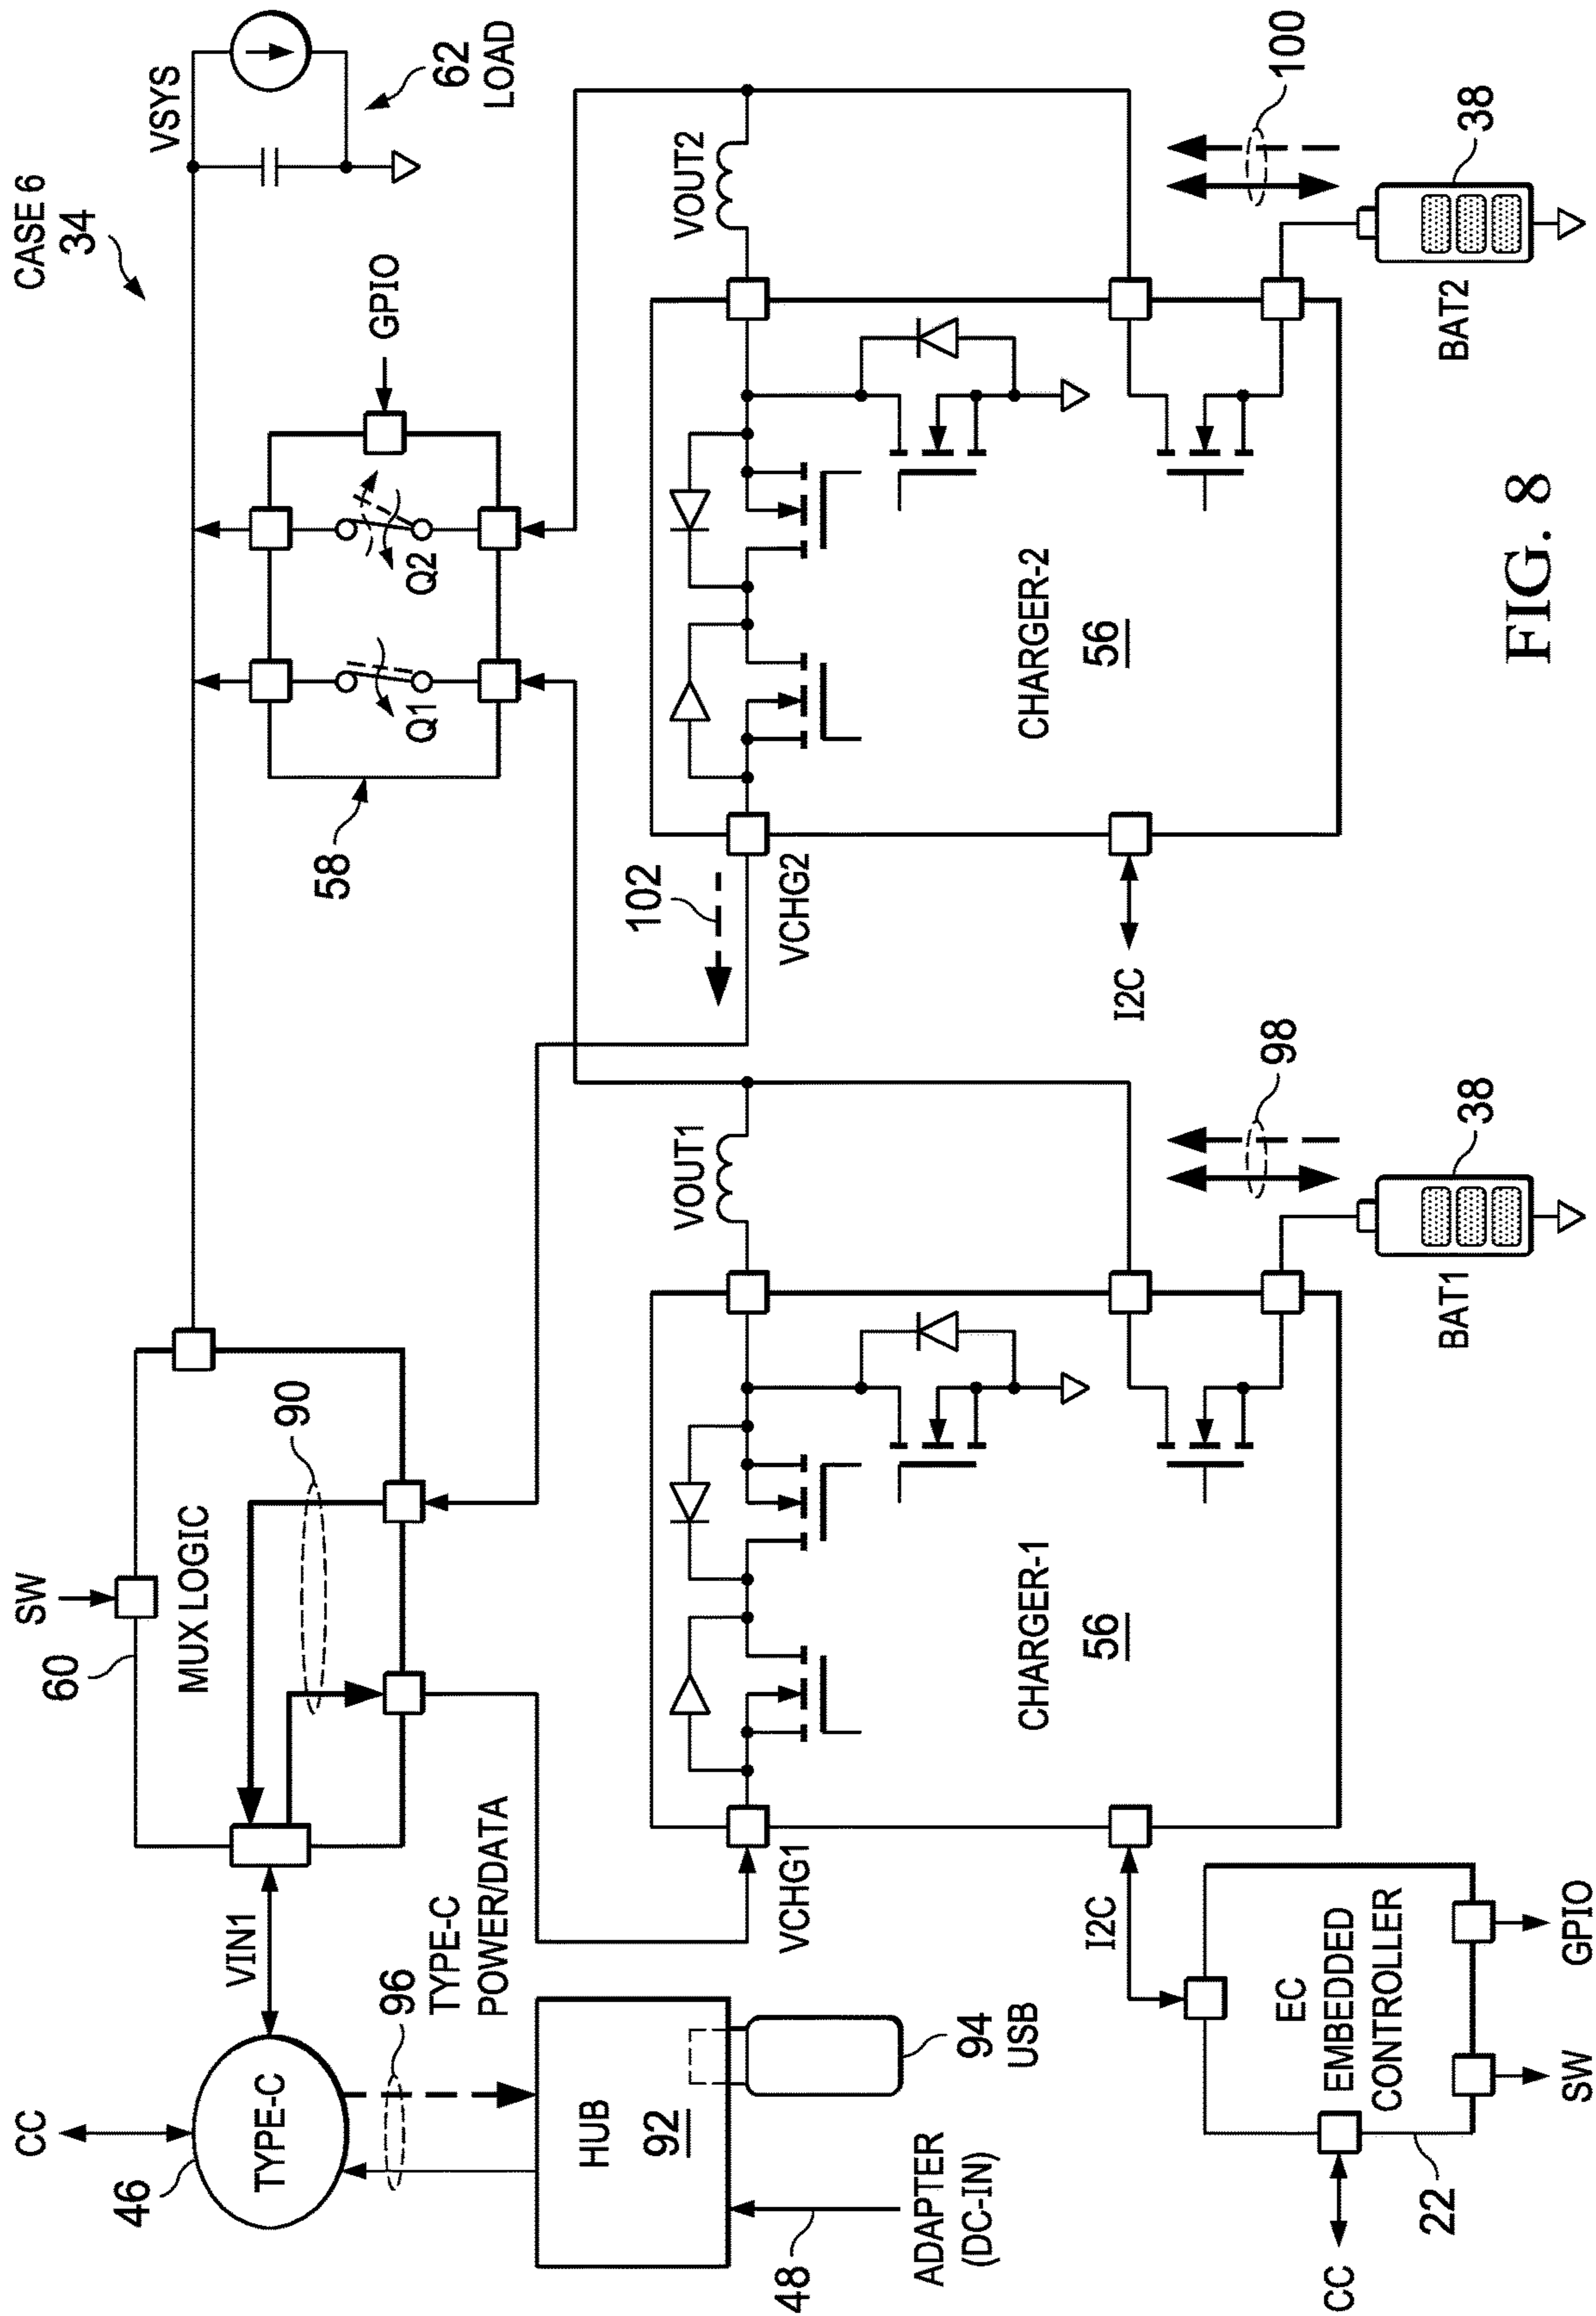 CASE 6
34
VSYS
62
LOAD
GPIO
58
Q1
Q2
SW
60
MUX LOGIC
90
CC
46
TYPE-C
VIN1
96
TYPE-C
POWER/DATA
HUB
92
94
USB
48
ADAPTER
(DC-IN)
VCHG1
VOUT1
CHARGER-1
56
I2C
98
38
BAT1
102
VCHG2
VOUT2
CHARGER-2
56
I2C
100
38
BAT2
EC
EMBEDDED
CONTROLLER
22
CC
SW
GPIO
FIG. 8